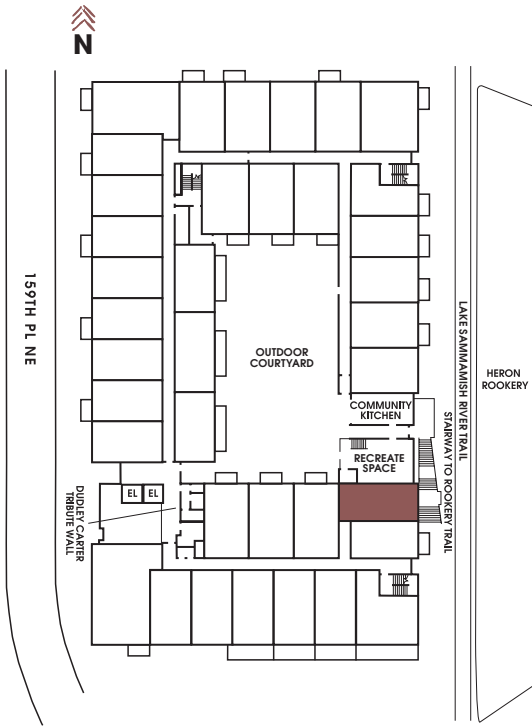 N
159TH PL NE
OUTDOOR
COURTYARD
COMMUNITY
KITCHEN
RECREATE
SPACE
EL
EL
DUDLEY CARTER
TRIBUTE WALL
LAKE SAMMAMISH RIVER TRAIL
STAIRWAY TO ROOKERY TRAIL
HERON
ROOKERY